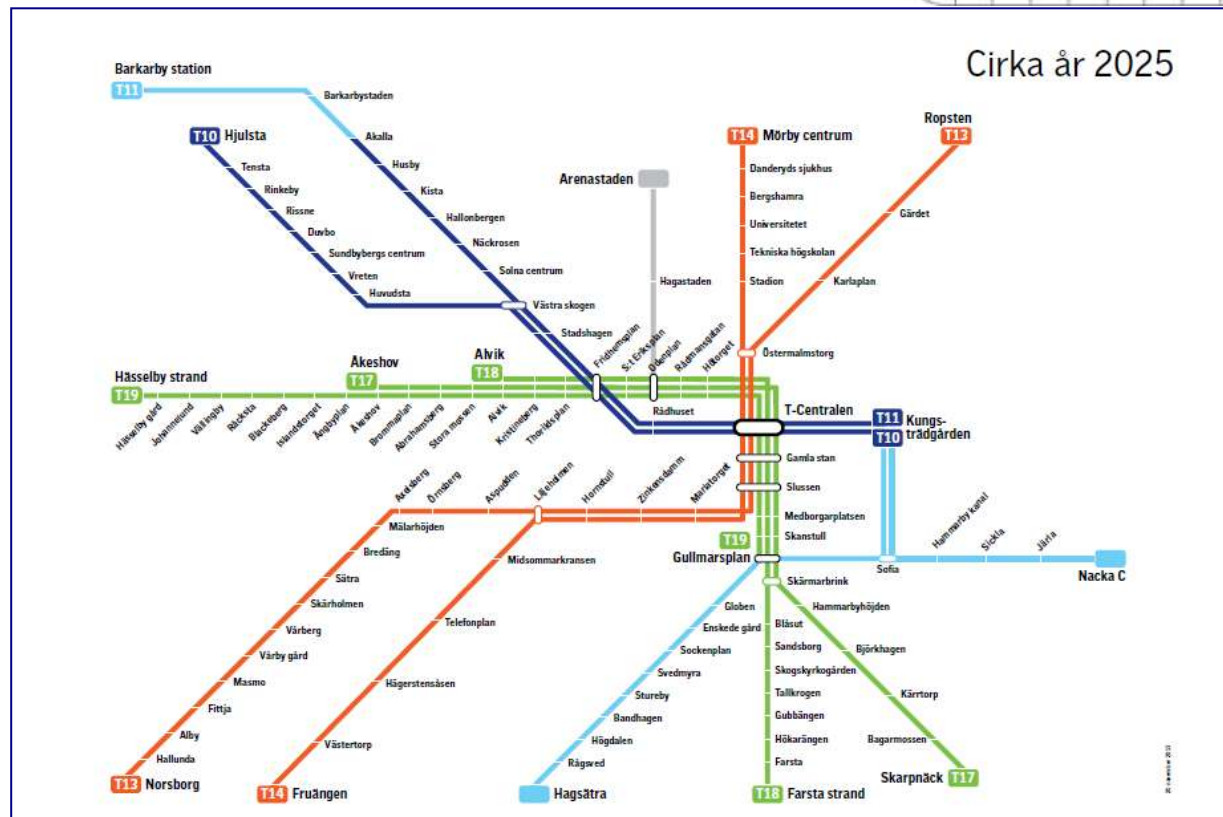 Cirka år 2025
Barkarby station
T11
Barkarbystaden
Akalla
Husby
Kista
Hallonbergen
Näckrosen
Solna centrum
Västra skogen
Stadshagen
T10 Hjulsta
Tensta
Rinkeby
Rissne
Duvbo
Sundbybergs centrum
Vreten
Huvudsta
Arenastaden
Hagastaden
T14 Mörby centrum
Danderyds sjukhus
Bergshamra
Universitetet
Tekniska högskolan
Stadion
Ropsten
T13
Gärdet
Karlaplan
Östermalmstorg
Hässelby strand
T19
Åkeshov
T17
Alvik
T18
Hässelby gård
Johannelund
Vällingby
Råcksta
Blackeberg
Islandstorget
Ängbyplan
Åkeshov
Brommaplan
Abrahamsberg
Stora mossen
Alvik
Kristineberg
Thorildsplan
Fridhemsplan
S:t Eriksplan
Odenplan
Rådmansgatan
Hötorget
Rådhuset
T-Centralen
T11
T10
Kungs-
trädgården
Gamla stan
Slussen
Medborgarplatsen
Skanstull
T19
Gullmarsplan
Skärmarbrink
Axelsberg
Örnsberg
Aspudden
Liljeholmen
Hornstull
Zinkensdamm
Mariatorget
Mälarhöjden
Bredäng
Sätra
Skärholmen
Vårberg
Vårby gård
Masmo
Fittja
Alby
Hallunda
T13 Norsborg
Midsommarkransen
Telefonplan
Hägerstensåsen
Västertorp
T14 Fruängen
Globen
Enskede gård
Sockenplan
Svedmyra
Stureby
Bandhagen
Högdalen
Rågsved
Hagsätra
Blåsut
Sandsborg
Skogskyrkogården
Tallkrogen
Gubbängen
Hökarängen
Farsta
T18 Farsta strand
Hammarbyhöjden
Björkhagen
Kärrtorp
Bagarmossen
Skarpnäck T17
Sofia
Hammarby kanal
Sickla
Järla
Nacka C